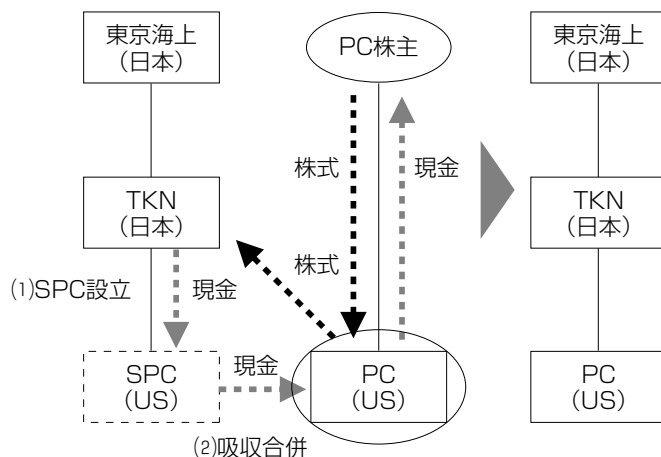 東京海上
(日本)
PC株主
東京海上
(日本)
株式
現金
TKN
(日本)
TKN
(日本)
株式
⑴SPC設立
現金
現金
SPC
(US)
PC
(US)
PC
(US)
⑵吸収合併